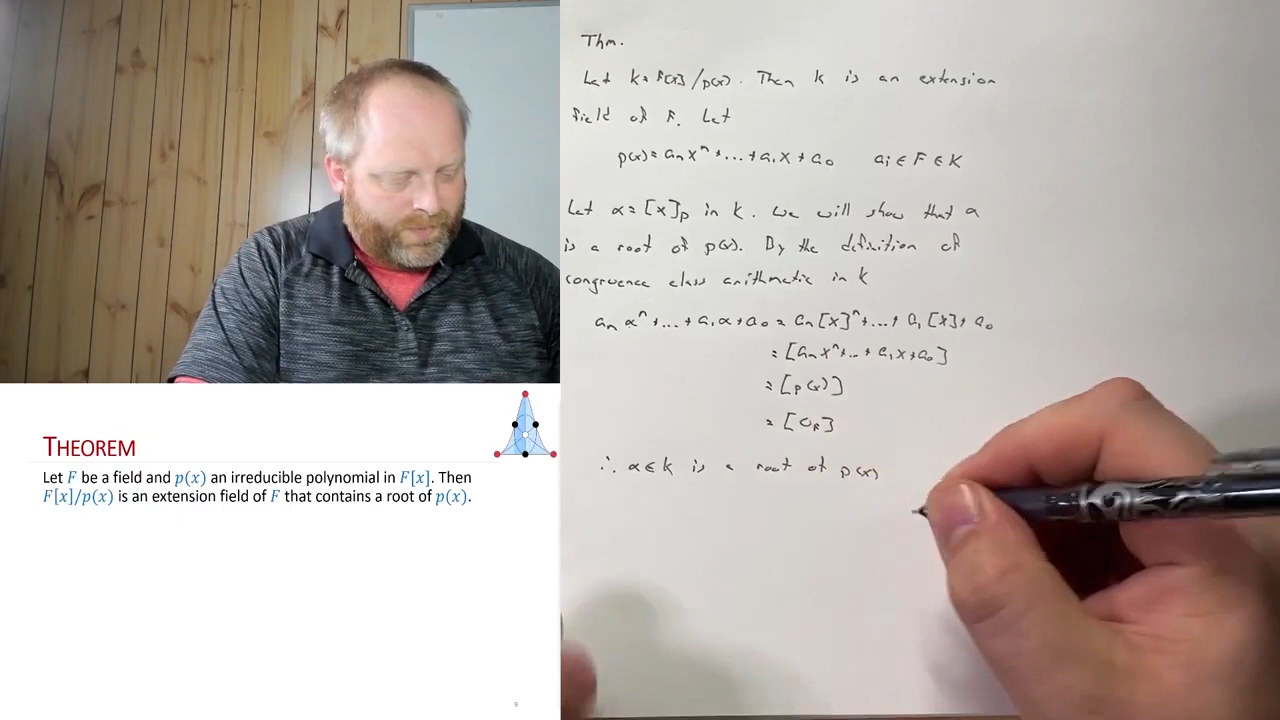 Thm.
Let K = F[x]/p(x). Then K is an extension
field of F. Let
p(x) = aₙxⁿ + ... + a₁x + a₀ aᵢ ∈ F ∈ K
Let α = [x]ₚ in K. We will show that α
is a root of p(x). By the definition of
congruence class arithmetic in K
aₙαⁿ + ... + a₁α + a₀ = aₙ[x]ⁿ + ... + a₁[x] + a₀
= [aₙxⁿ + ... + a₁x + a₀]
= [p(x)]
= [0_F]
∴ α ∈ K is a root of p(x)
THEOREM
Let F be a field and p(x) an irreducible polynomial in F[x]. Then
F[x]/p(x) is an extension field of F that contains a root of p(x).
9